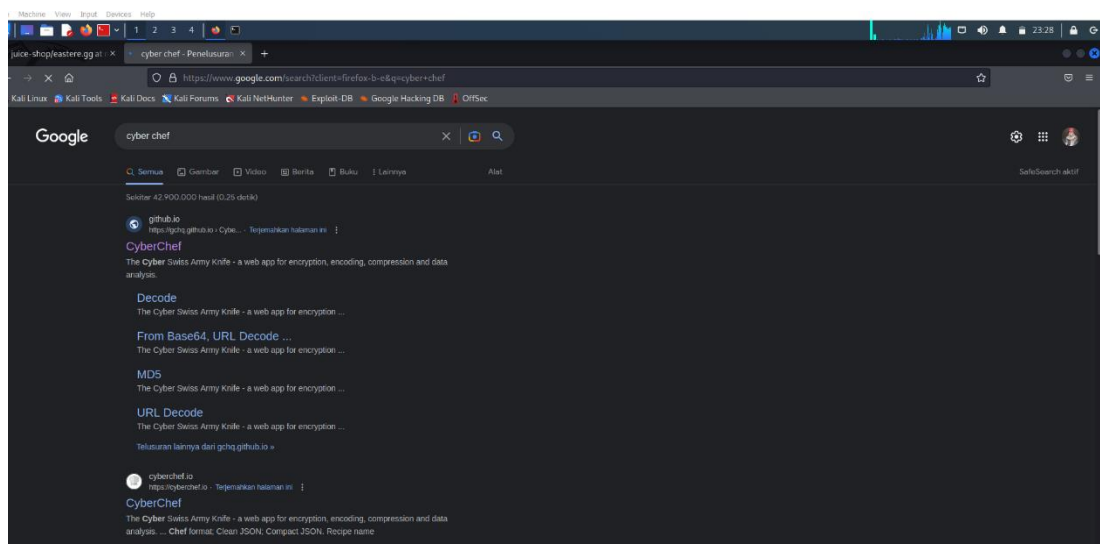 Machine View Input Devices Help
1 2 3 4
23:28
juice-shop/eastere.gg at
cyber chef - Penelusuran
https://www.google.com/search?client=firefox-b-e&q=cyber+chef
Kali Linux Kali Tools Kali Docs Kali Forums Kali NetHunter Exploit-DB Google Hacking DB OffSec
Google
cyber chef
Semua Gambar Video Berita Buku Lainnya Alat SafeSearch aktif
Sekitar 42.900.000 hasil (0,25 detik)
github.io
https://gchq.github.io › Cybe... · Terjemahkan halaman ini
CyberChef
The Cyber Swiss Army Knife - a web app for encryption, encoding, compression and data
analysis.
Decode
The Cyber Swiss Army Knife - a web app for encryption ...
From Base64, URL Decode ...
The Cyber Swiss Army Knife - a web app for encryption ...
MD5
The Cyber Swiss Army Knife - a web app for encryption ...
URL Decode
The Cyber Swiss Army Knife - a web app for encryption ...
Telusuran lainnya dari gchq.github.io »
cyberchef.io
https://cyberchef.io · Terjemahkan halaman ini
CyberChef
The Cyber Swiss Army Knife - a web app for encryption, encoding, compression and data
analysis. ... Chef format; Clean JSON; Compact JSON. Recipe name